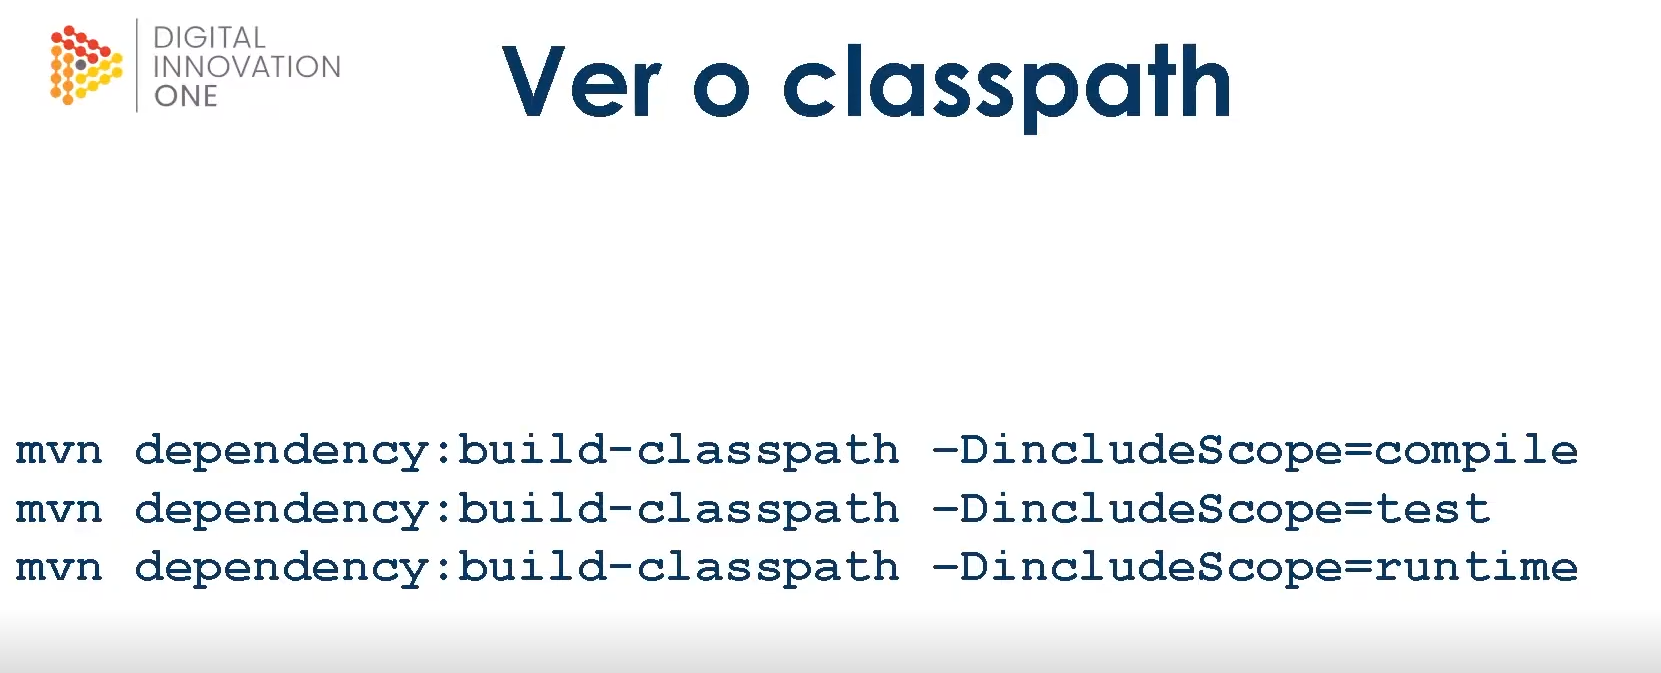 DIGITAL
INNOVATION
ONE
Ver o classpath
mvn dependency:build-classpath –DincludeScope=compile
mvn dependency:build-classpath –DincludeScope=test
mvn dependency:build-classpath –DincludeScope=runtime